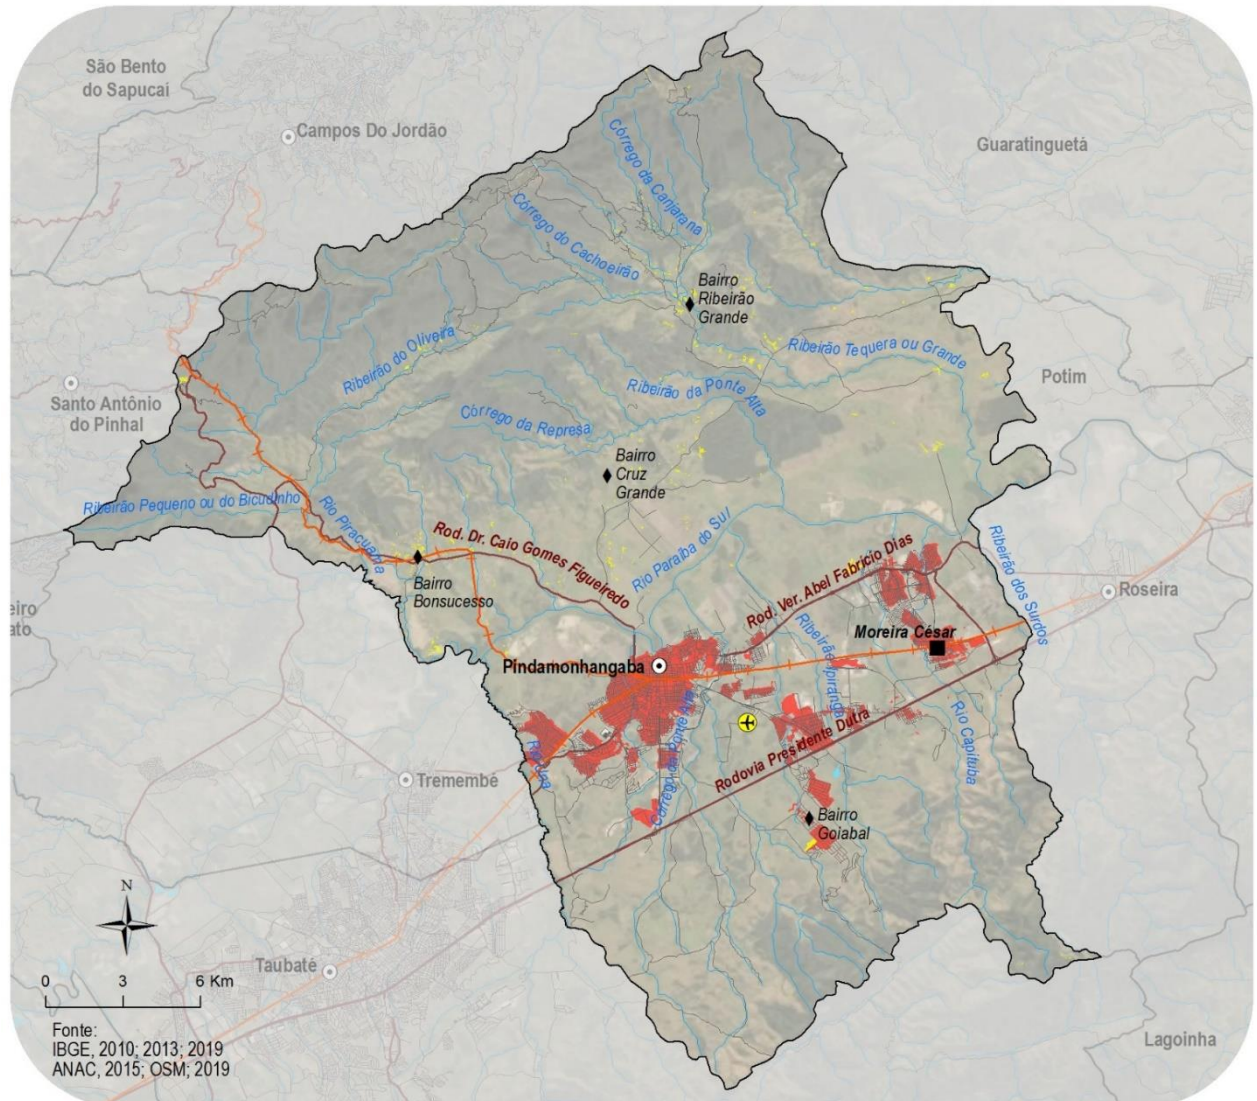 São Bento
do Sapucai
Campos Do Jordão
Guaratinguetá
Córrego da Canjarana
Córrego do Cachoeirão
Bairro
Ribeirão
Grande
Ribeirão do Oliveira
Ribeirão Tequera ou Grande
Potim
Santo Antônio
do Pinhal
Ribeirão da Ponte Alta
Córrego da Represa
Bairro
Cruz
Grande
Ribeirão Pequeno ou do Bicudinho
Rio Piracuama
Rod. Dr. Caio Gomes Figueiredo
Rio Paraíba do Sul
Rod. Ver. Abel Fabrício Dias
Ribeirão dos Surdos
Bairro
Bonsucesso
Roseira
eiro
ato
Ribeirão Ipiranga
Moreira César
Pindamonhangaba
Rio Capituba
Rodovia Presidente Dutra
Tremembé
Córrego da Ponte Alta
Bairro
Goiabal
N
Taubaté
0 3 6 Km
Fonte:
IBGE, 2010; 2013; 2019
ANAC, 2015; OSM; 2019
Lagoinha